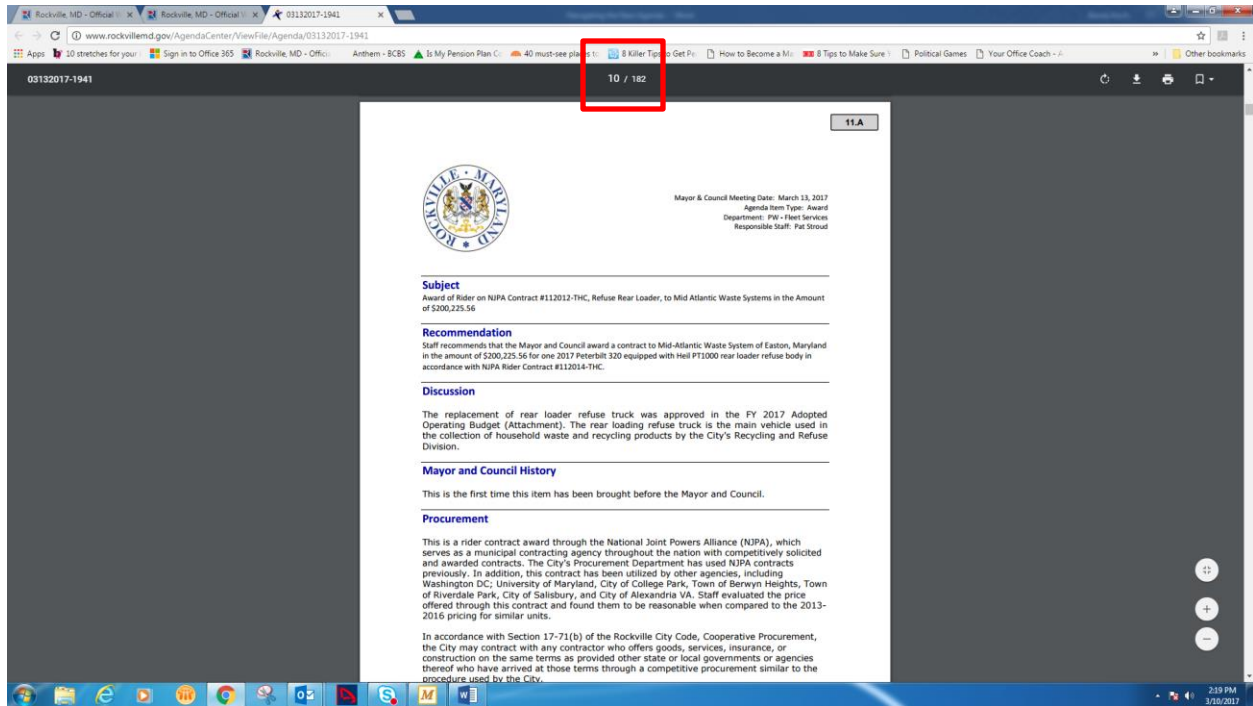 Rockville, MD - Official W
Rockville, MD - Official W
03132017-1941
www.rockvillemd.gov/AgendaCenter/ViewFile/Agenda/03132017-1941
Apps
10 stretches for your
Sign in to Office 365
Rockville, MD - Officia
Anthem - BCBS
Is My Pension Plan Co
40 must-see places to
8 Killer Tips to Get Pe
How to Become a Ma
8 Tips to Make Sure Y
Political Games
Your Office Coach - A
»
Other bookmarks
03132017-1941
10 / 182
11.A
ROCKVILLE • MARYLAND
Mayor & Council Meeting Date: March 13, 2017
Agenda Item Type: Award
Department: PW - Fleet Services
Responsible Staff: Pat Stroud
Subject
Award of Rider on NJPA Contract #112012-THC, Refuse Rear Loader, to Mid Atlantic Waste Systems in the Amount
of $200,225.56
Recommendation
Staff recommends that the Mayor and Council award a contract to Mid-Atlantic Waste System of Easton, Maryland
in the amount of $200,225.56 for one 2017 Peterbilt 320 equipped with Heil PT1000 rear loader refuse body in
accordance with NJPA Rider Contract #112014-THC.
Discussion
The replacement of rear loader refuse truck was approved in the FY 2017 Adopted
Operating Budget (Attachment). The rear loading refuse truck is the main vehicle used in
the collection of household waste and recycling products by the City's Recycling and Refuse
Division.
Mayor and Council History
This is the first time this item has been brought before the Mayor and Council.
Procurement
This is a rider contract award through the National Joint Powers Alliance (NJPA), which
serves as a municipal contracting agency throughout the nation with competitively solicited
and awarded contracts. The City's Procurement Department has used NJPA contracts
previously. In addition, this contract has been utilized by other agencies, including
Washington DC; University of Maryland, City of College Park, Town of Berwyn Heights, Town
of Riverdale Park, City of Salisbury, and City of Alexandria VA. Staff evaluated the price
offered through this contract and found them to be reasonable when compared to the 2013-
2016 pricing for similar units.
In accordance with Section 17-71(b) of the Rockville City Code, Cooperative Procurement,
the City may contract with any contractor who offers goods, services, insurance, or
construction on the same terms as provided other state or local governments or agencies
thereof who have arrived at those terms through a competitive procurement similar to the
procedure used by the City.
2:19 PM
3/10/2017